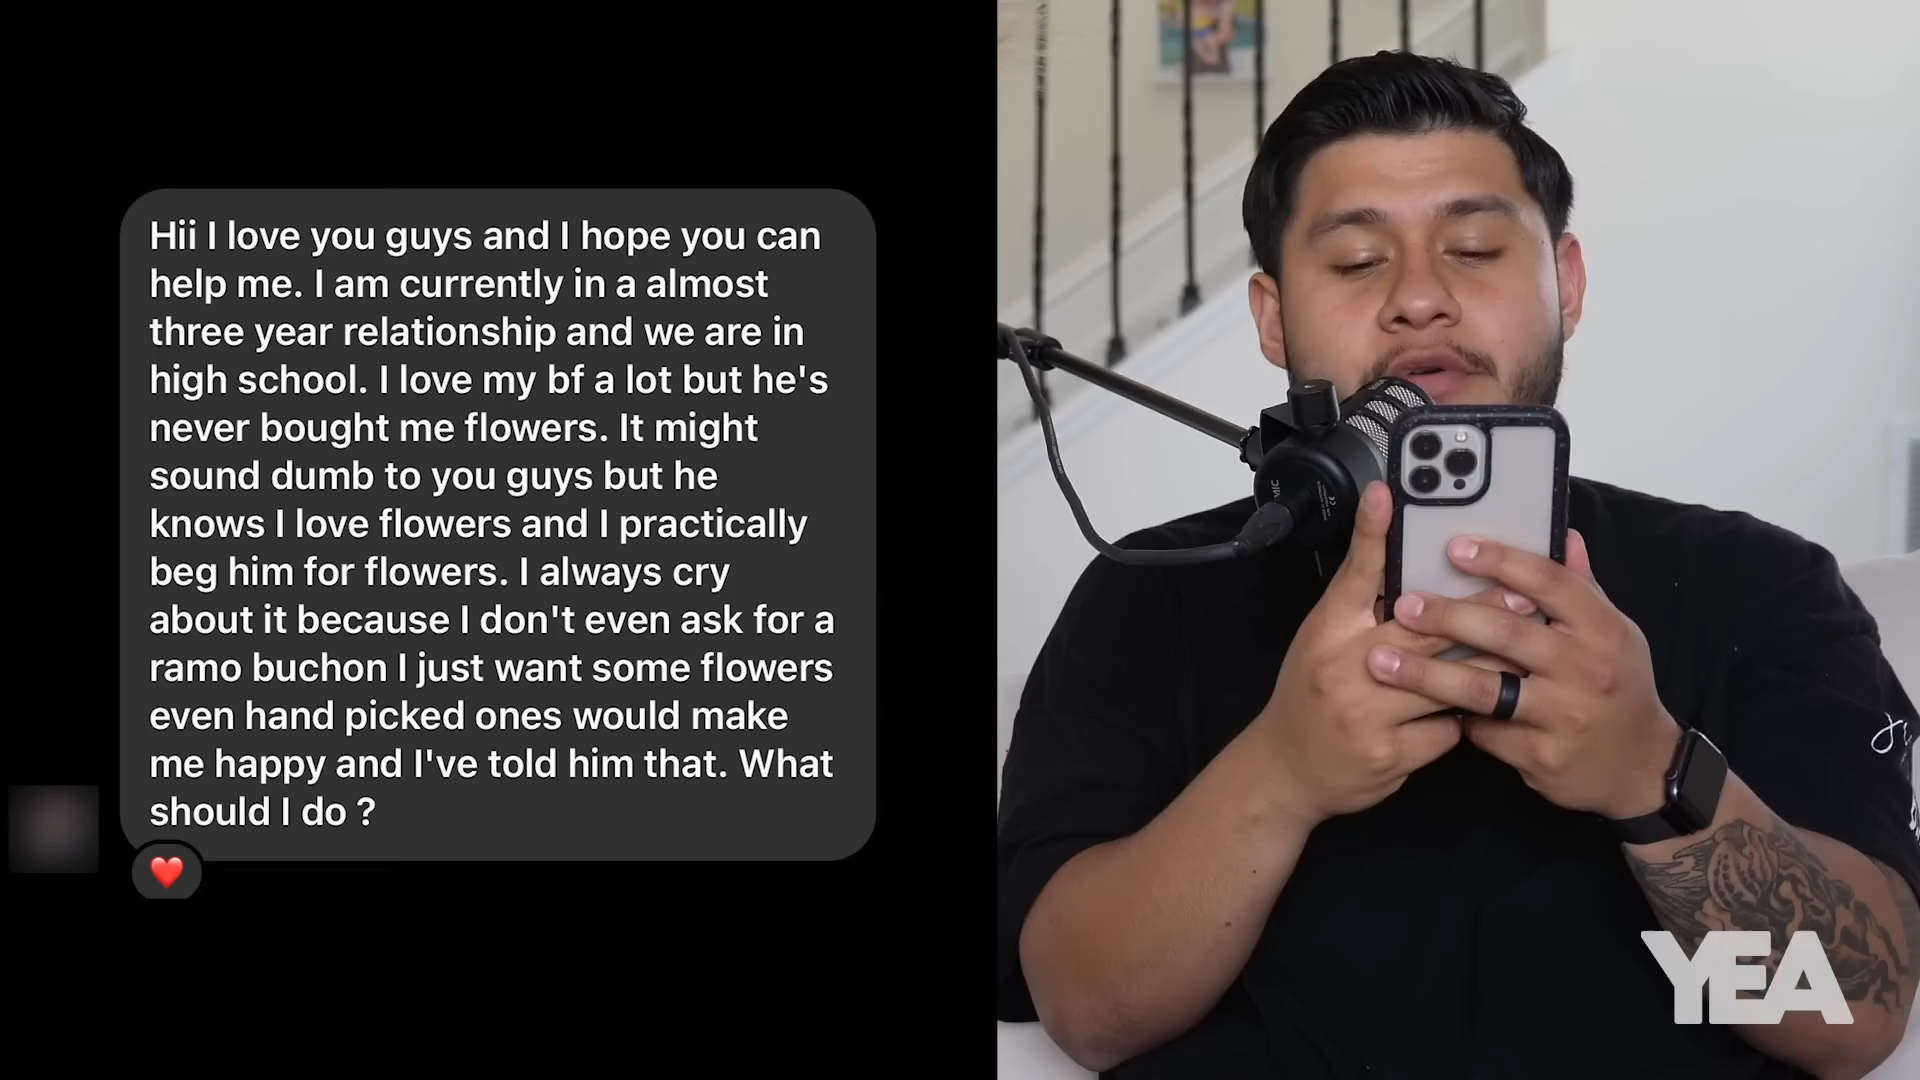 Hii I love you guys and I hope you can
help me. I am currently in a almost
three year relationship and we are in
high school. I love my bf a lot but he's
never bought me flowers. It might
sound dumb to you guys but he
knows I love flowers and I practically
beg him for flowers. I always cry
about it because I don't even ask for a
ramo buchon I just want some flowers
even hand picked ones would make
me happy and I've told him that. What
should I do ?
MIC
YEA